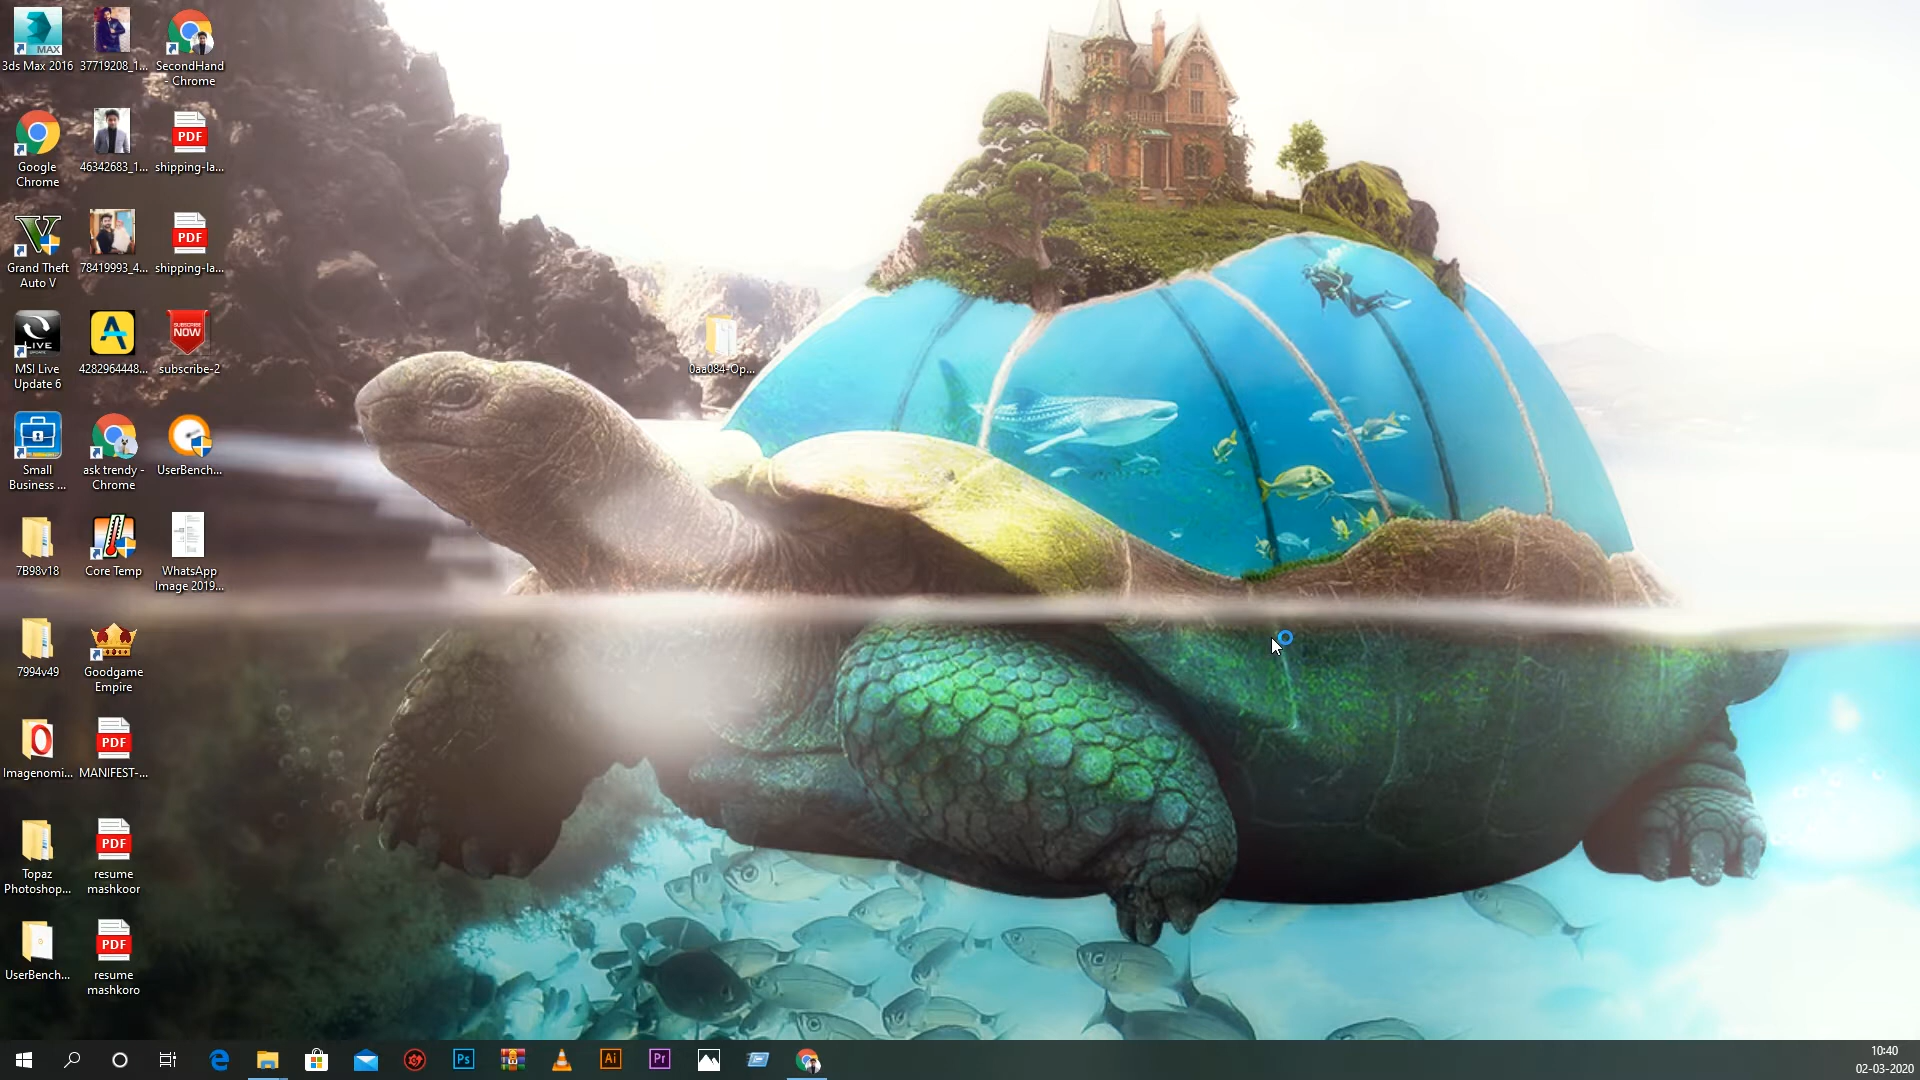 3ds Max 2016
37719208_1...
SecondHand
- Chrome
Google
Chrome
46342683_1...
shipping-la...
Grand Theft
Auto V
78419993_4...
shipping-la...
MSI Live
Update 6
4282964448...
subscribe-2
Small
Business ...
ask trendy -
Chrome
UserBench...
7B98v18
Core Temp
WhatsApp
Image 2019...
7994v49
Goodgame
Empire
Imagenomi...
MANIFEST-...
Topaz
Photoshop...
resume
mashkoor
UserBench...
resume
mashkoro
0aa084-Op...
MAX
PDF
PDF
LIVE
SUBSCRIBE
NOW
PDF
PDF
PDF
Ps
Ai
Pr
10:40
02-03-2020